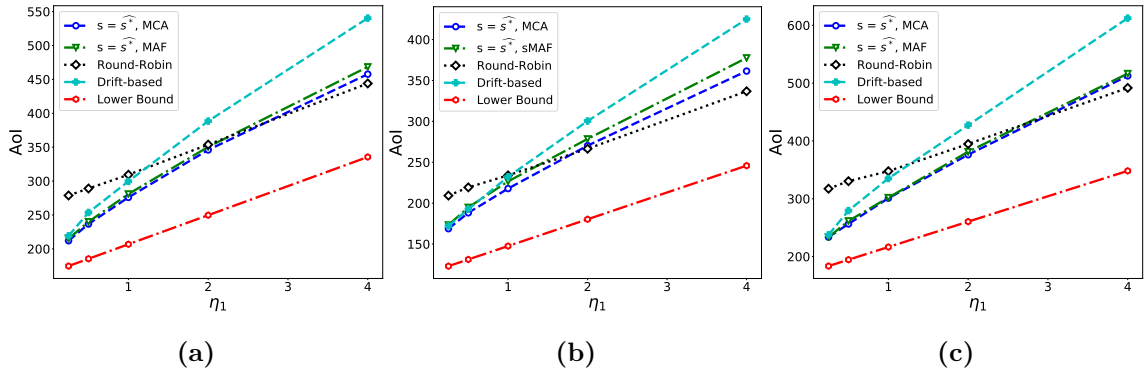 s = ŝ*, MCA
s = ŝ*, MAF
Round-Robin
Drift-based
Lower Bound
550
500
450
400
350
300
250
200
AoI
1
2
3
4
η₁
(a)
s = ŝ*, MCA
s = ŝ*, sMAF
Round-Robin
Drift-based
Lower Bound
400
350
300
250
200
150
AoI
1
2
3
4
η₁
(b)
s = ŝ*, MCA
s = ŝ*, MAF
Round-Robin
Drift-based
Lower Bound
600
500
400
300
200
AoI
1
2
3
4
η₁
(c)